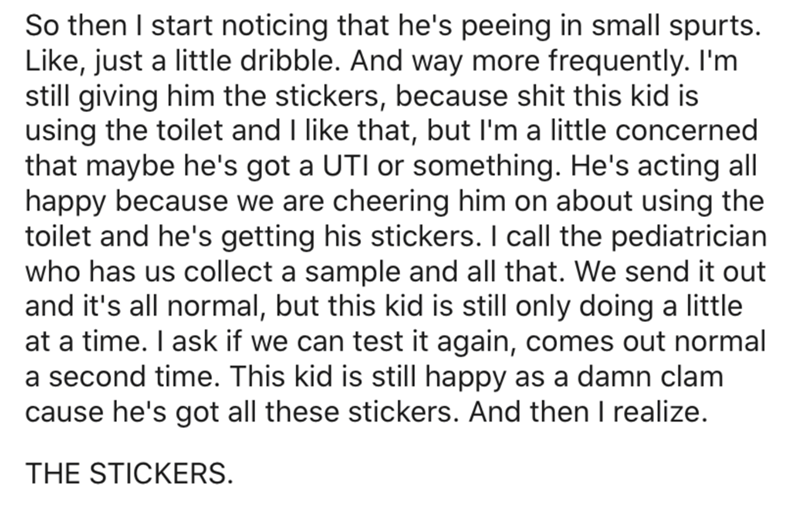 So then I start noticing that he's peeing in small spurts.
Like, just a little dribble. And way more frequently. I'm
still giving him the stickers, because shit this kid is
using the toilet and I like that, but I'm a little concerned
that maybe he's got a UTI or something. He's acting all
happy because we are cheering him on about using the
toilet and he's getting his stickers. I call the pediatrician
who has us collect a sample and all that. We send it out
and it's all normal, but this kid is still only doing a little
at a time. I ask if we can test it again, comes out normal
a second time. This kid is still happy as a damn clam
cause he's got all these stickers. And then I realize.
THE STICKERS.